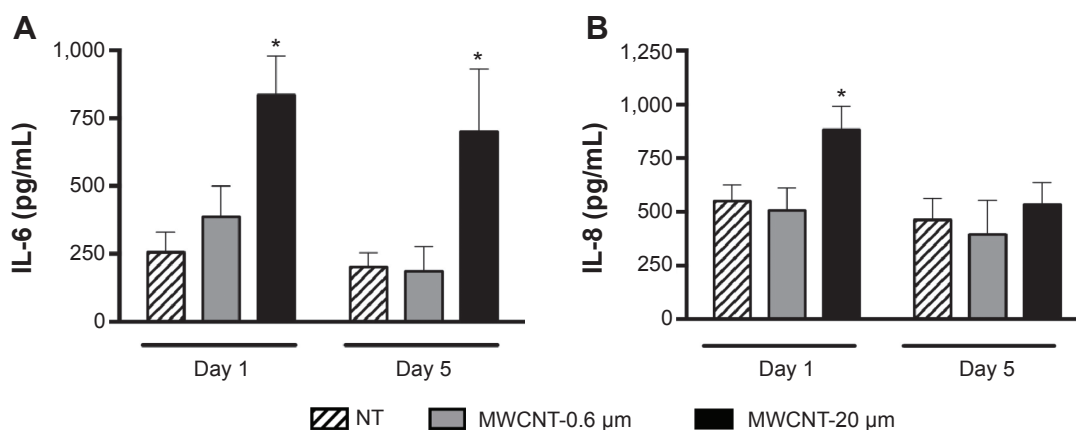 A
IL-6 (pg/mL)
1,000
750
500
250
0
*
*
Day 1
Day 5
B
IL-8 (pg/mL)
1,250
1,000
750
500
250
0
*
Day 1
Day 5
NT MWCNT-0.6 µm MWCNT-20 µm